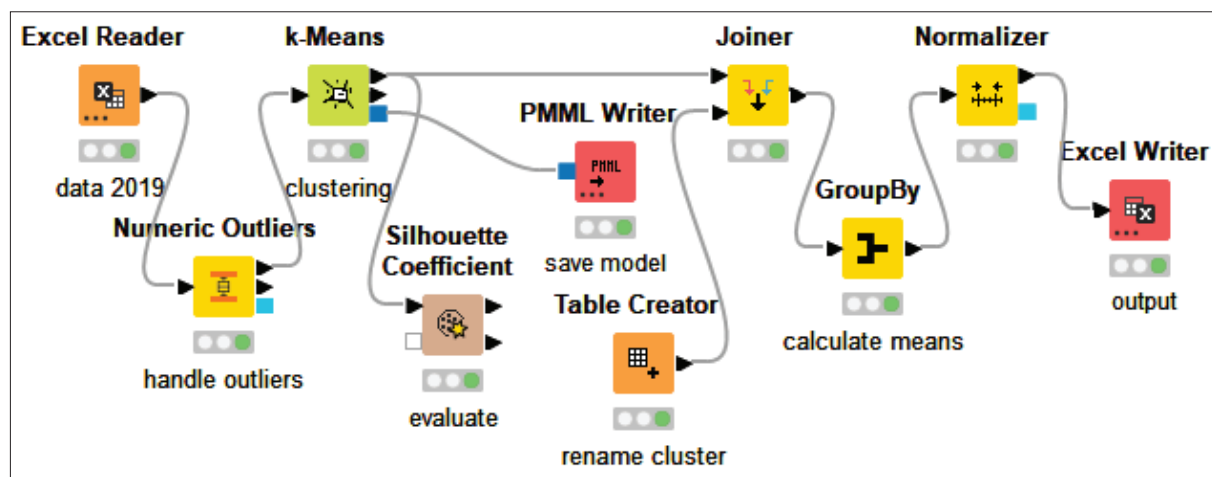 Excel Reader
k-Means
Joiner
Normalizer
PMML Writer
PMML
data 2019
clustering
Excel Writer
Numeric Outliers
Silhouette
Coefficient
save model
GroupBy
Table Creator
output
handle outliers
calculate means
evaluate
rename cluster